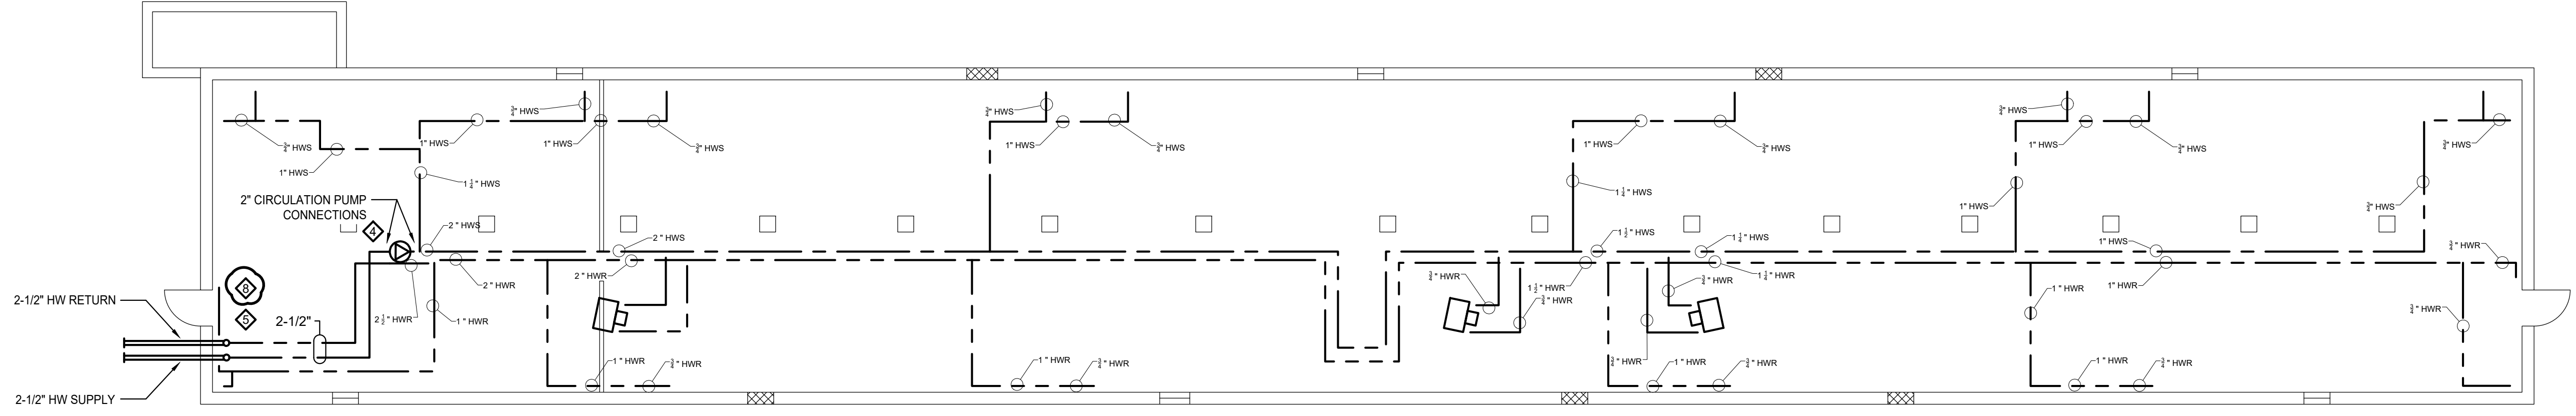 3/4" HWS
3/4" HWS
3/4" HWS
3/4" HWS
1" HWS
1" HWS
3/4" HWS
1" HWS
3/4" HWS
1" HWS
3/4" HWS
1" HWS
3/4" HWS
3/4" HWS
1" HWS
1 1/4" HWS
1 1/4" HWS
1" HWS
3/4" HWS
2" CIRCULATION PUMP
CONNECTIONS
4
2 " HWS
2 " HWS
1 1/2" HWS
1 1/4" HWS
1" HWS
3/4" HWR
2 " HWR
2 " HWR
3/4" HWR
1 1/2" HWR
3/4" HWR
3/4" HWR
1 1/4" HWR
1" HWR
8
2-1/2" HW RETURN
5
2-1/2"
2 1/2" HWR
1 " HWR
1 " HWR
3/4" HWR
1 " HWR
3/4 " HWR
1 " HWR
3/4 " HWR
3/4" HWR
1 " HWR
3/4 " HWR
1 " HWR
3/4 " HWR
2-1/2" HW SUPPLY